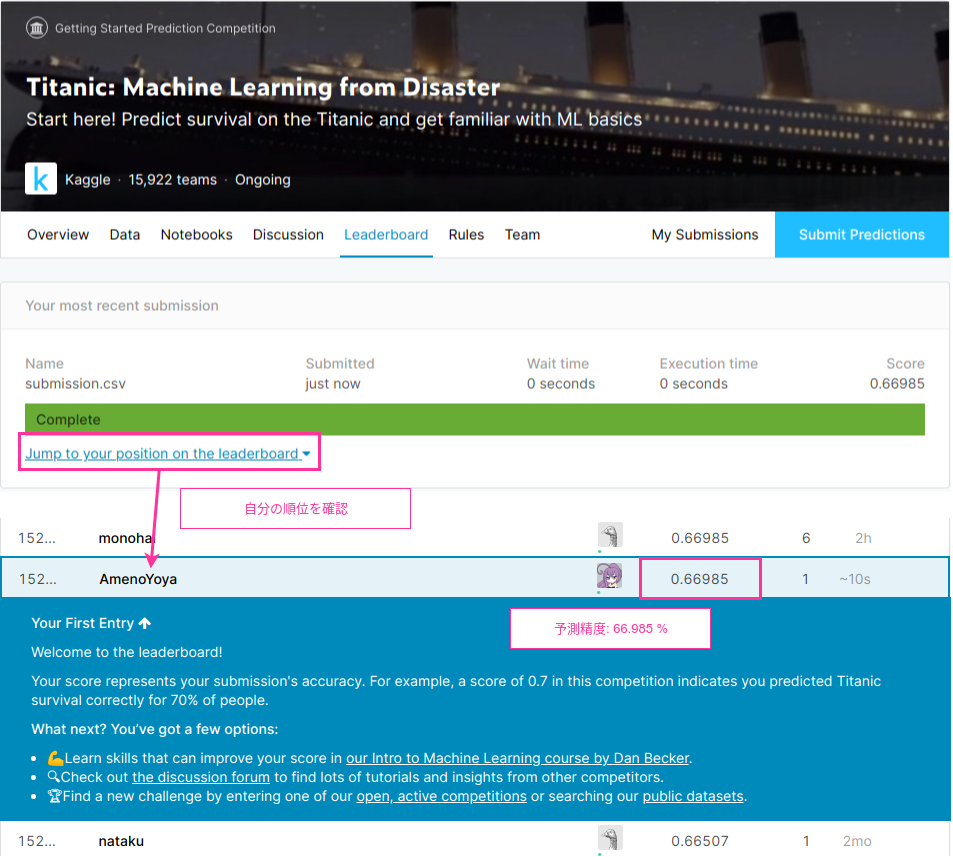 Getting Started Prediction Competition
Titanic: Machine Learning from Disaster
Start here! Predict survival on the Titanic and get familiar with ML basics
k Kaggle · 15,922 teams · Ongoing
Overview Data Notebooks Discussion Leaderboard Rules Team My Submissions Submit Predictions
Your most recent submission
Name Submitted Wait time Execution time Score
submission.csv just now 0 seconds 0 seconds 0.66985
Complete
Jump to your position on the leaderboard
自分の順位を確認
152... monoha 0.66985 6 2h
152... AmenoYoya 0.66985 1 ~10s
Your First Entry
予測精度: 66.985 %
Welcome to the leaderboard!
Your score represents your submission's accuracy. For example, a score of 0.7 in this competition indicates you predicted Titanic
survival correctly for 70% of people.
What next? You've got a few options:
• 💪Learn skills that can improve your score in our Intro to Machine Learning course by Dan Becker.
• 🔍Check out the discussion forum to find lots of tutorials and insights from other competitors.
• 🏆Find a new challenge by entering one of our open, active competitions or searching our public datasets.
152... nataku 0.66507 1 2mo